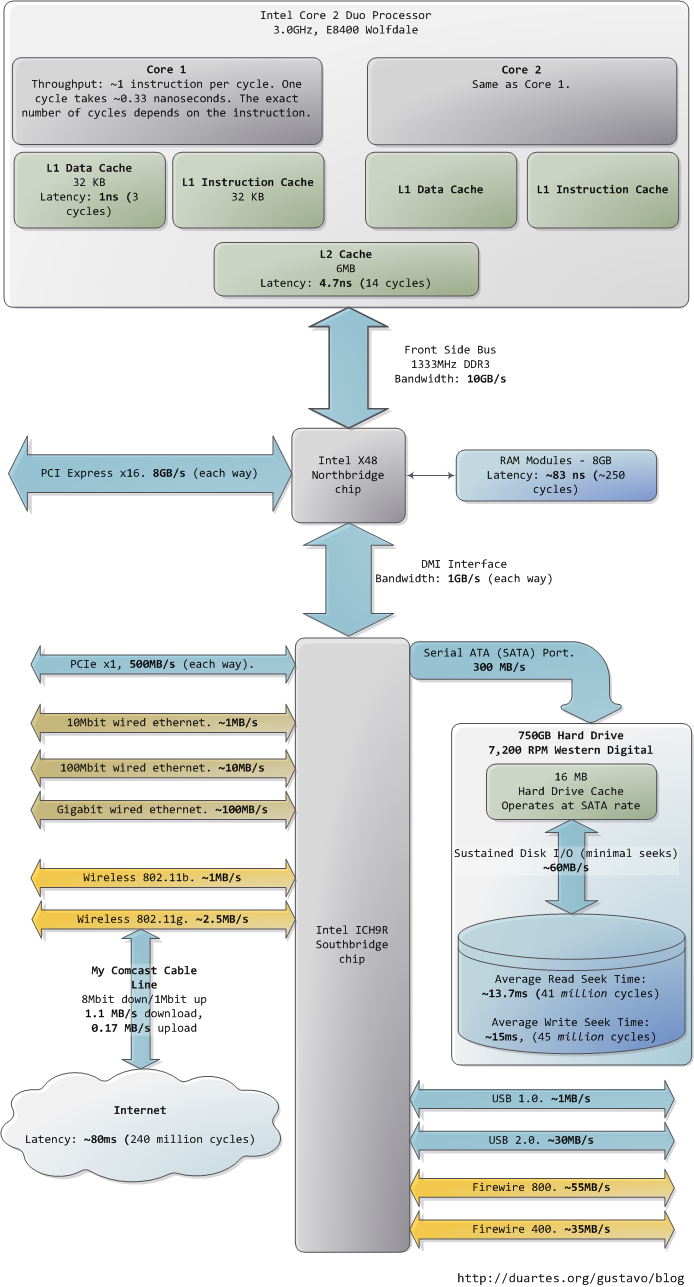 Intel Core 2 Duo Processor
3.0GHz, E8400 Wolfdale
Core 1
Throughput: ~1 instruction per cycle. One
cycle takes ~0.33 nanoseconds. The exact
number of cycles depends on the instruction.
Core 2
Same as Core 1.
L1 Data Cache
32 KB
Latency: 1ns (3
cycles)
L1 Instruction Cache
32 KB
L1 Data Cache
L1 Instruction Cache
L2 Cache
6MB
Latency: 4.7ns (14 cycles)
Front Side Bus
1333MHz DDR3
Bandwidth: 10GB/s
PCI Express x16. 8GB/s (each way)
Intel X48
Northbridge
chip
RAM Modules - 8GB
Latency: ~83 ns (~250
cycles)
DMI Interface
Bandwidth: 1GB/s (each way)
PCIe x1, 500MB/s (each way).
Serial ATA (SATA) Port.
300 MB/s
10Mbit wired ethernet. ~1MB/s
100Mbit wired ethernet. ~10MB/s
Gigabit wired ethernet. ~100MB/s
750GB Hard Drive
7,200 RPM Western Digital
16 MB
Hard Drive Cache
Operates at SATA rate
Sustained Disk I/O (minimal seeks)
~60MB/s
Wireless 802.11b. ~1MB/s
Wireless 802.11g. ~2.5MB/s
Intel ICH9R
Southbridge
chip
Average Read Seek Time:
~13.7ms (41 million cycles)
Average Write Seek Time:
~15ms, (45 million cycles)
My Comcast Cable
Line
8Mbit down/1Mbit up
1.1 MB/s download,
0.17 MB/s upload
Internet
Latency: ~80ms (240 million cycles)
USB 1.0. ~1MB/s
USB 2.0. ~30MB/s
Firewire 800. ~55MB/s
Firewire 400. ~35MB/s
http://duartes.org/gustavo/blog